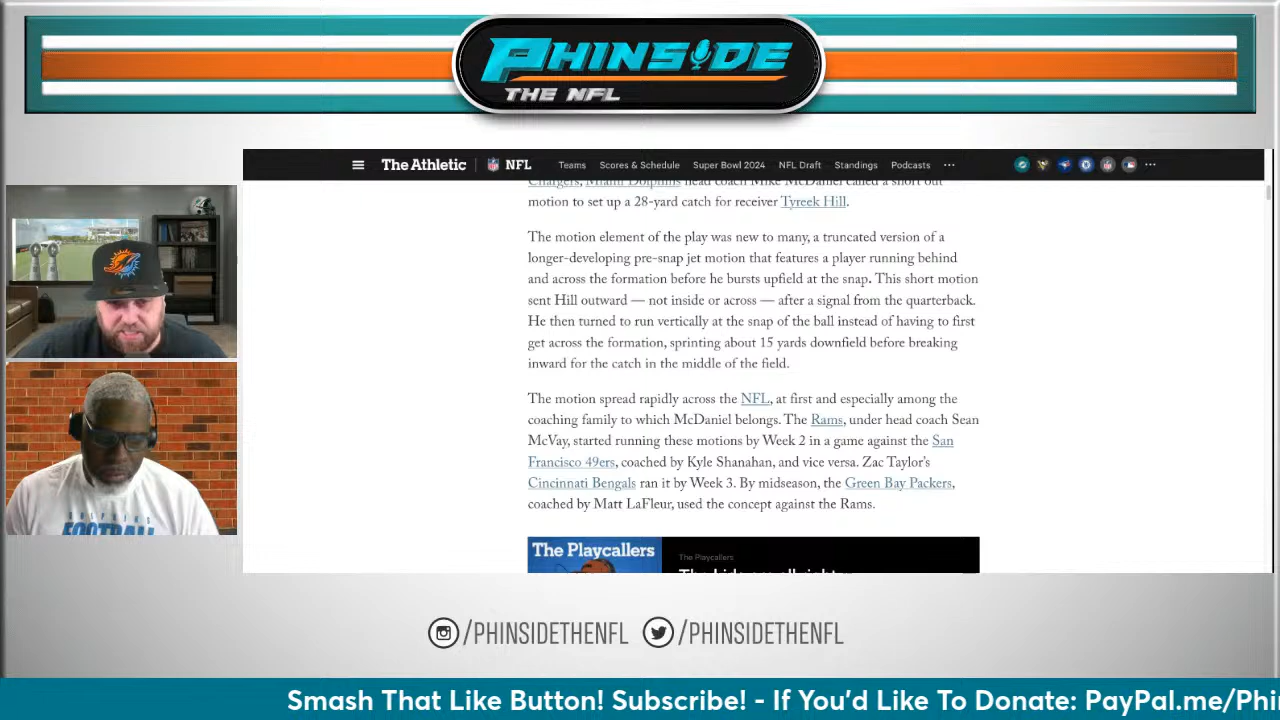 PHINSIDE
THE NFL
The Athletic
NFL
Teams
Scores & Schedule
Super Bowl 2024
NFL Draft
Standings
Podcasts
Chargers, Miami Dolphins head coach Mike McDaniel called a short out
motion to set up a 28-yard catch for receiver Tyreek Hill.
The motion element of the play was new to many, a truncated version of a
longer-developing pre-snap jet motion that features a player running behind
and across the formation before he bursts upfield at the snap. This short motion
sent Hill outward — not inside or across — after a signal from the quarterback.
He then turned to run vertically at the snap of the ball instead of having to first
get across the formation, sprinting about 15 yards downfield before breaking
inward for the catch in the middle of the field.
The motion spread rapidly across the NFL, at first and especially among the
coaching family to which McDaniel belongs. The Rams, under head coach Sean
McVay, started running these motions by Week 2 in a game against the San
Francisco 49ers, coached by Kyle Shanahan, and vice versa. Zac Taylor's
Cincinnati Bengals ran it by Week 3. By midseason, the Green Bay Packers,
coached by Matt LaFleur, used the concept against the Rams.
The Playcallers
The Playcallers
DOLPHINS
FOOTBALL
/PHINSIDETHENFL
/PHINSIDETHENFL
Smash That Like Button! Subscribe! - If You'd Like To Donate: PayPal.me/Phi